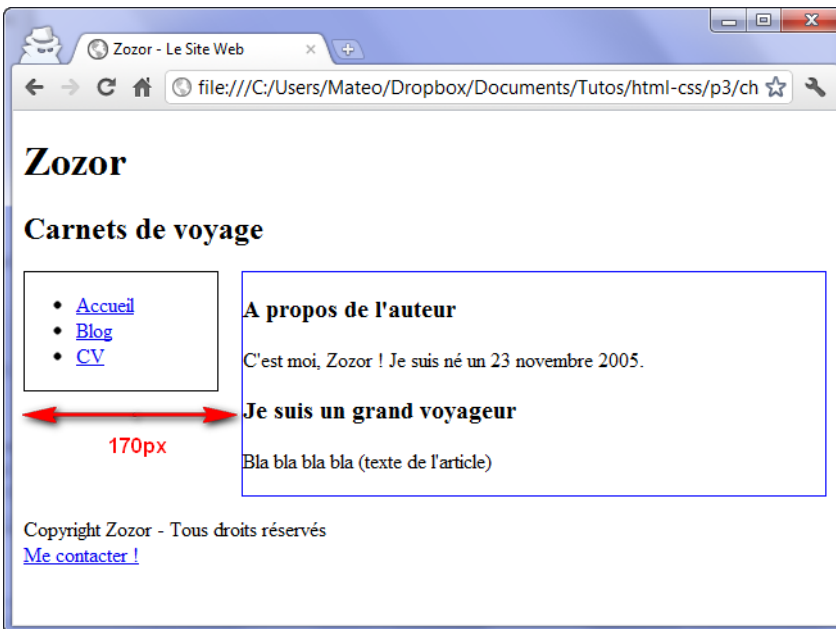 Zozor - Le Site Web
file:///C:/Users/Mateo/Dropbox/Documents/Tutos/html-css/p3/ch
Zozor
Carnets de voyage
Accueil
Blog
CV
170px
A propos de l'auteur
C'est moi, Zozor ! Je suis né un 23 novembre 2005.
Je suis un grand voyageur
Bla bla bla bla (texte de l'article)
Copyright Zozor - Tous droits réservés
Me contacter !